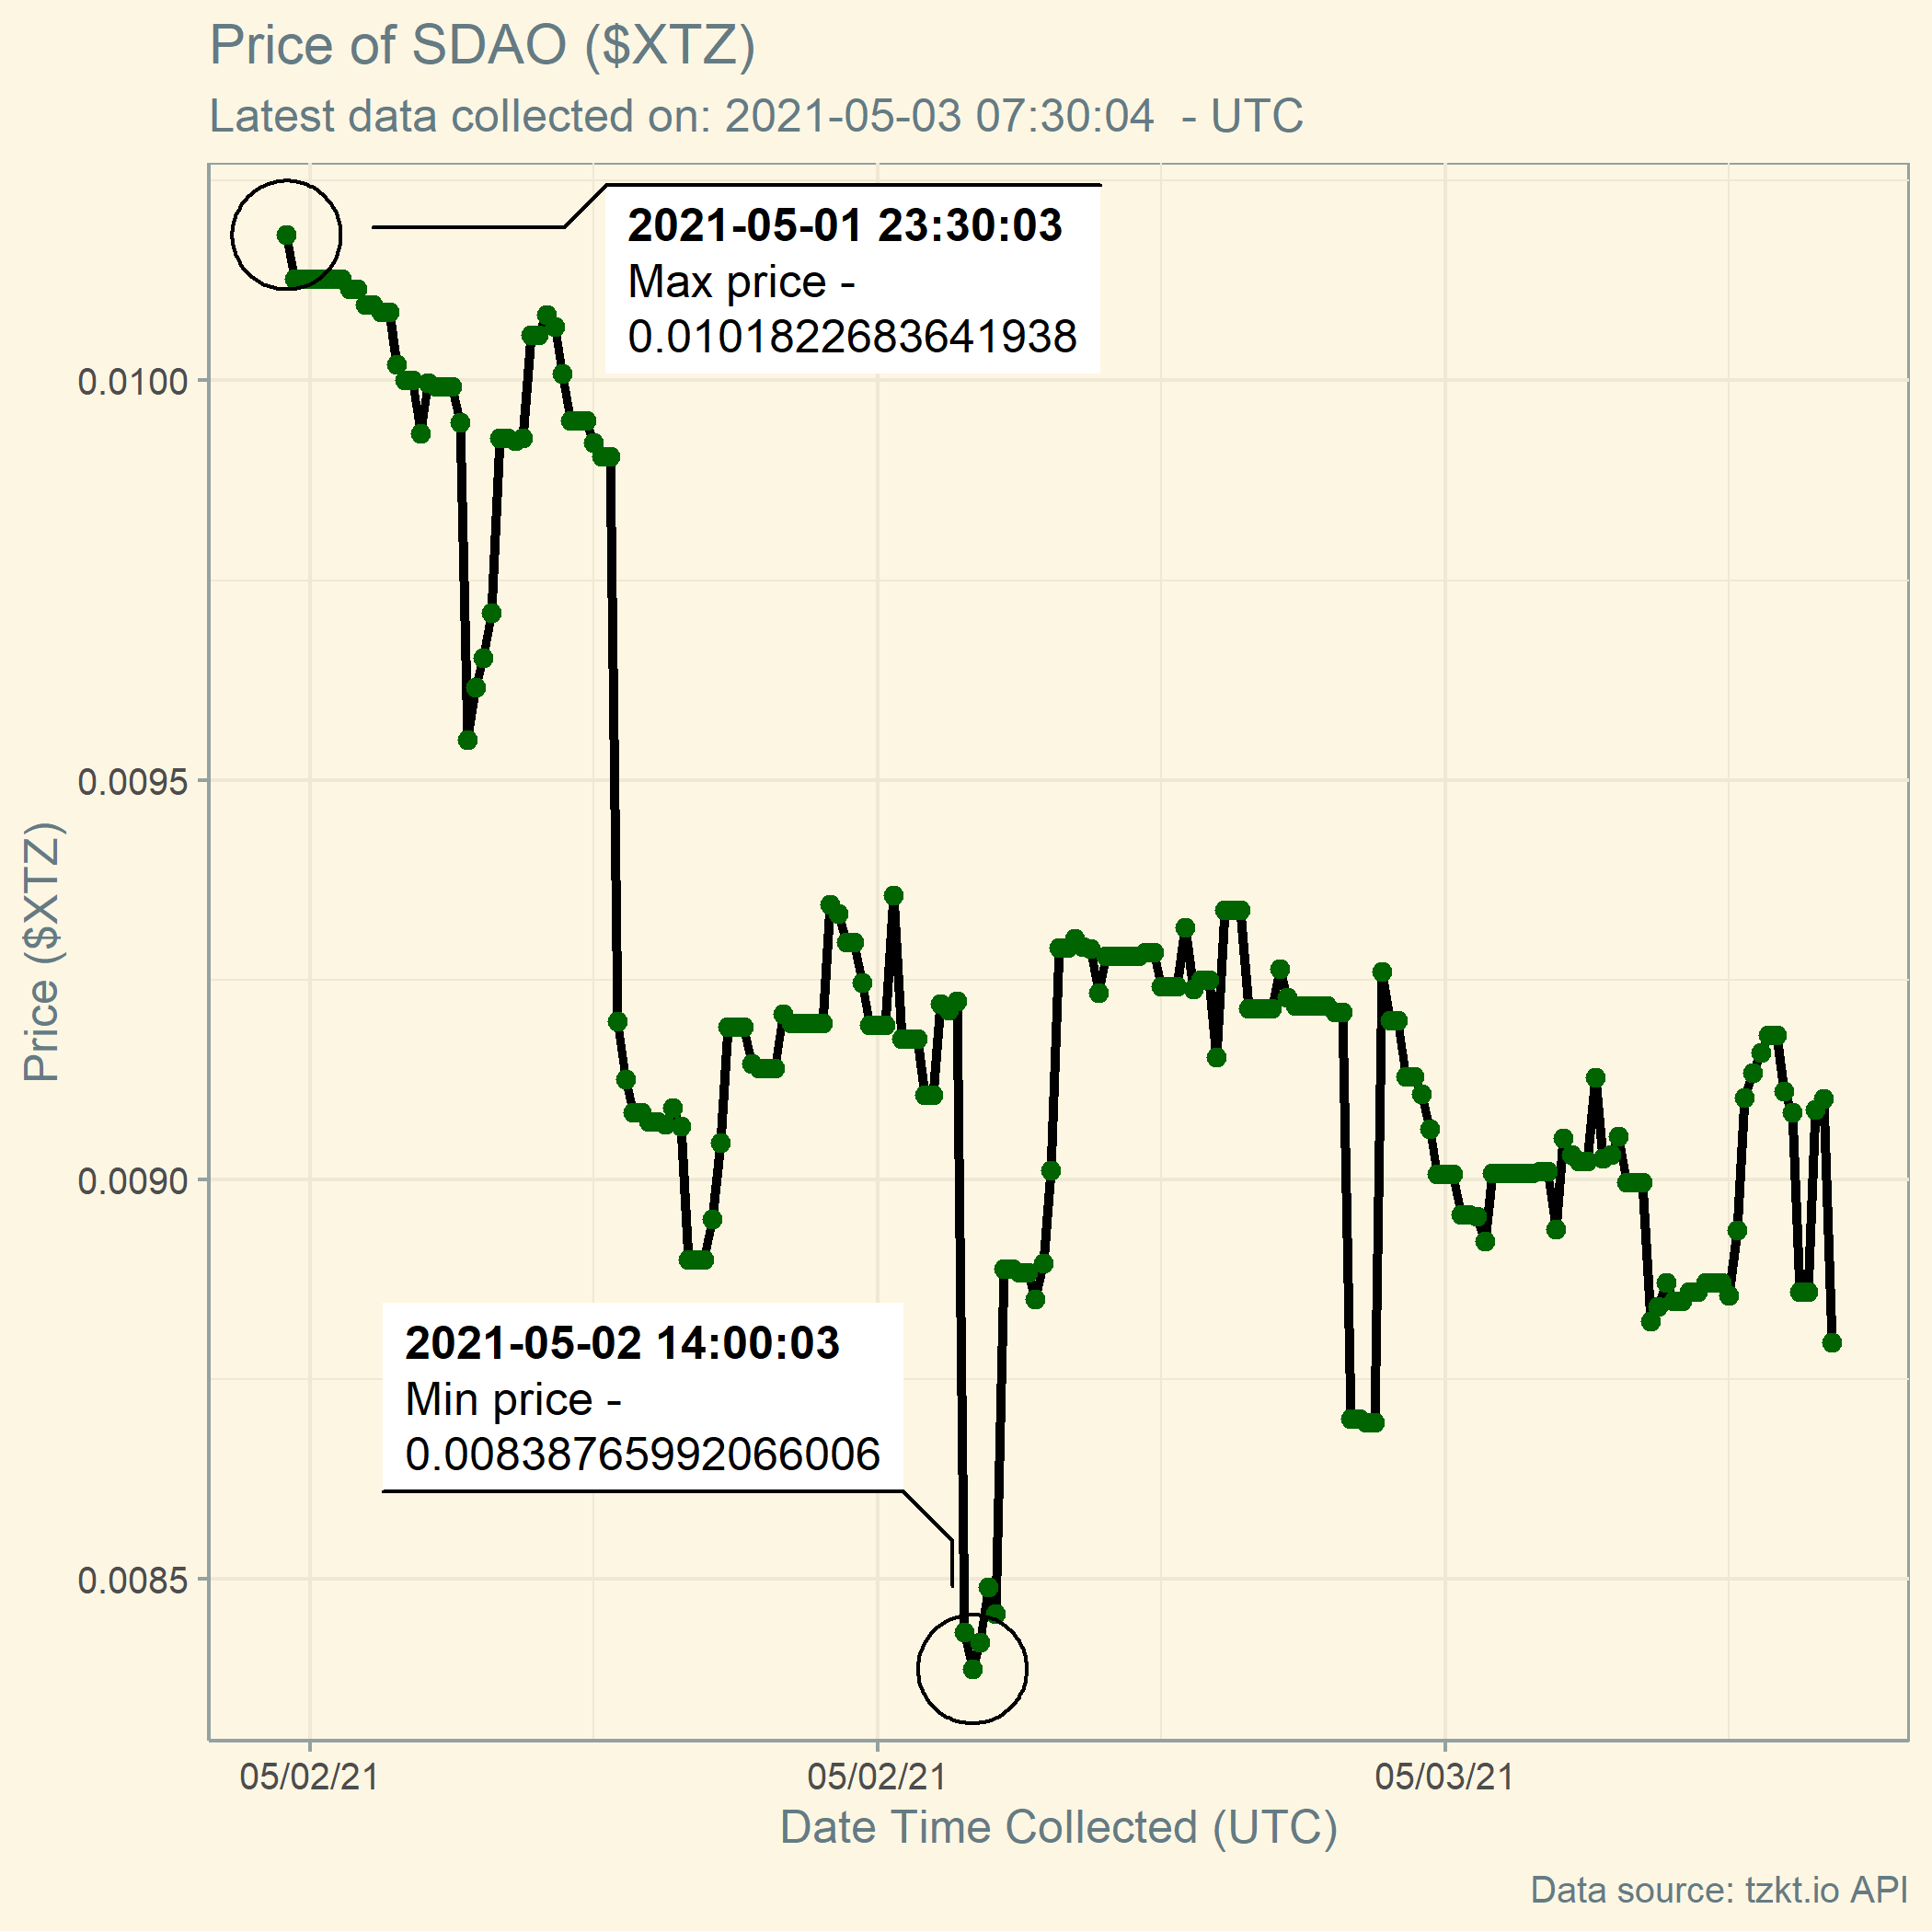 Price of SDAO ($XTZ)
Latest data collected on: 2021-05-03 07:30:04  - UTC
2021-05-01 23:30:03
Max price -
0.0101822683641938
0.0100
0.0095
0.0090
0.0085
Price ($XTZ)
2021-05-02 14:00:03
Min price -
0.00838765992066006
05/02/21
05/02/21
05/03/21
Date Time Collected (UTC)
Data source: tzkt.io API